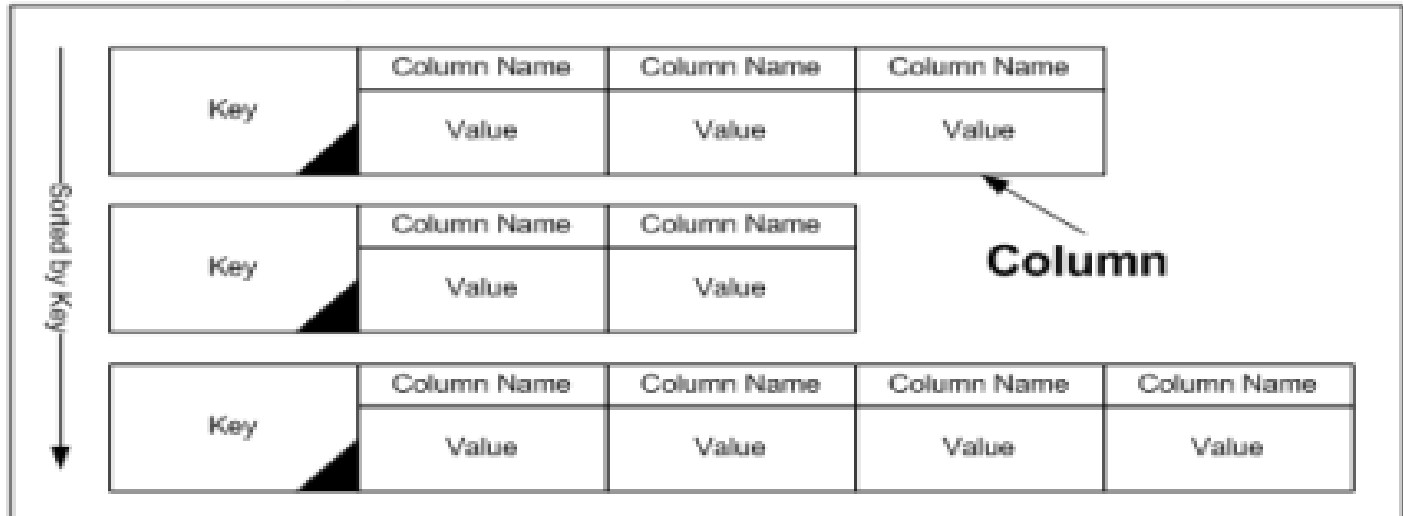 Column Name Column Name Column Name
Key
Value Value Value
Sorted by Key
Column Name Column Name
Column
Key
Value Value
Column Name Column Name Column Name Column Name
Key
Value Value Value Value